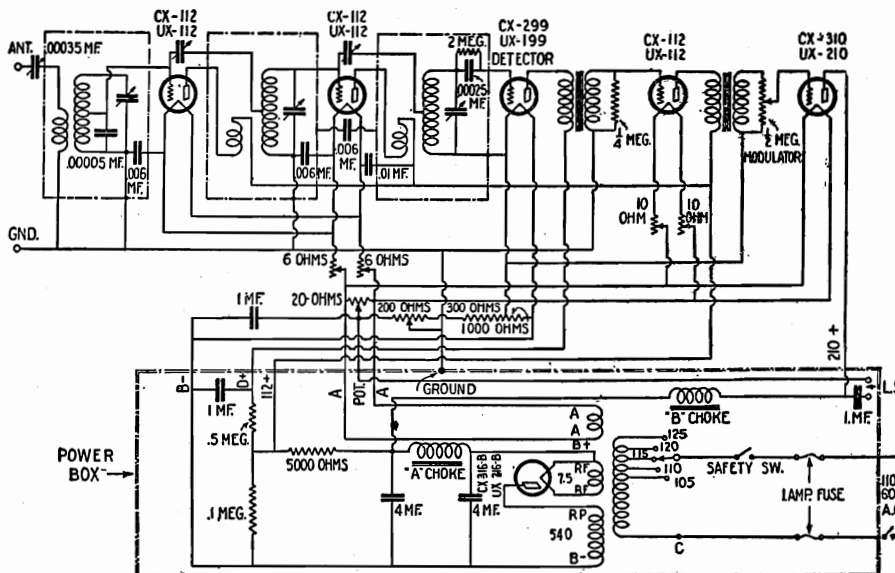 CX-112
UX-112
CX-112
UX-112
CX-299
UX-199
DETECTOR
CX-112
UX-112
CX-310
UX-210
ANT.
.00035 MF.
2 MEG.
.00025
MF.
.00005 MF.
.006
MF.
.006
MF.
.006
MF.
.01 MF.
1/4 MEG.
1/2 MEG.
MODULATOR
10
OHM
10
OHM
GND.
6 OHMS
6 OHMS
1 MF.
20-OHMS
200 OHMS
300 OHMS
1000 OHMS
210+
B-
D+
112+
A
POT.
A
GROUND
L.S
1 MF.
.5 MEG.
"B" CHOKE
1.MF.
A
A
B+
POWER
BOX
5000 OHMS
"A" CHOKE
CX 316-B
UX 216-B
7.5
RF
RF
125
120
115
110
105
SAFETY SW.
1.AMP. FUSE
110
60
A.C
.1 MEG.
4 MF.
4 MF.
RP
540
B-
C